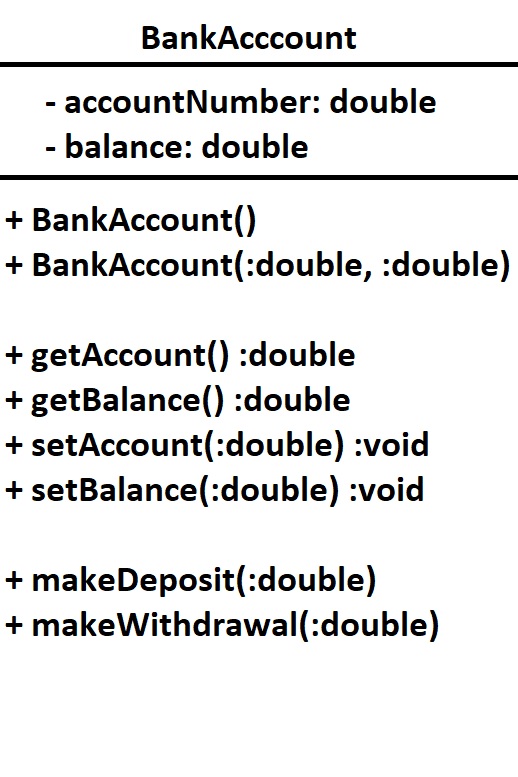 BankAcccount
- accountNumber: double
- balance: double
+ BankAccount()
+ BankAccount(:double, :double)
+ getAccount() :double
+ getBalance() :double
+ setAccount(:double) :void
+ setBalance(:double) :void
+ makeDeposit(:double)
+ makeWithdrawal(:double)